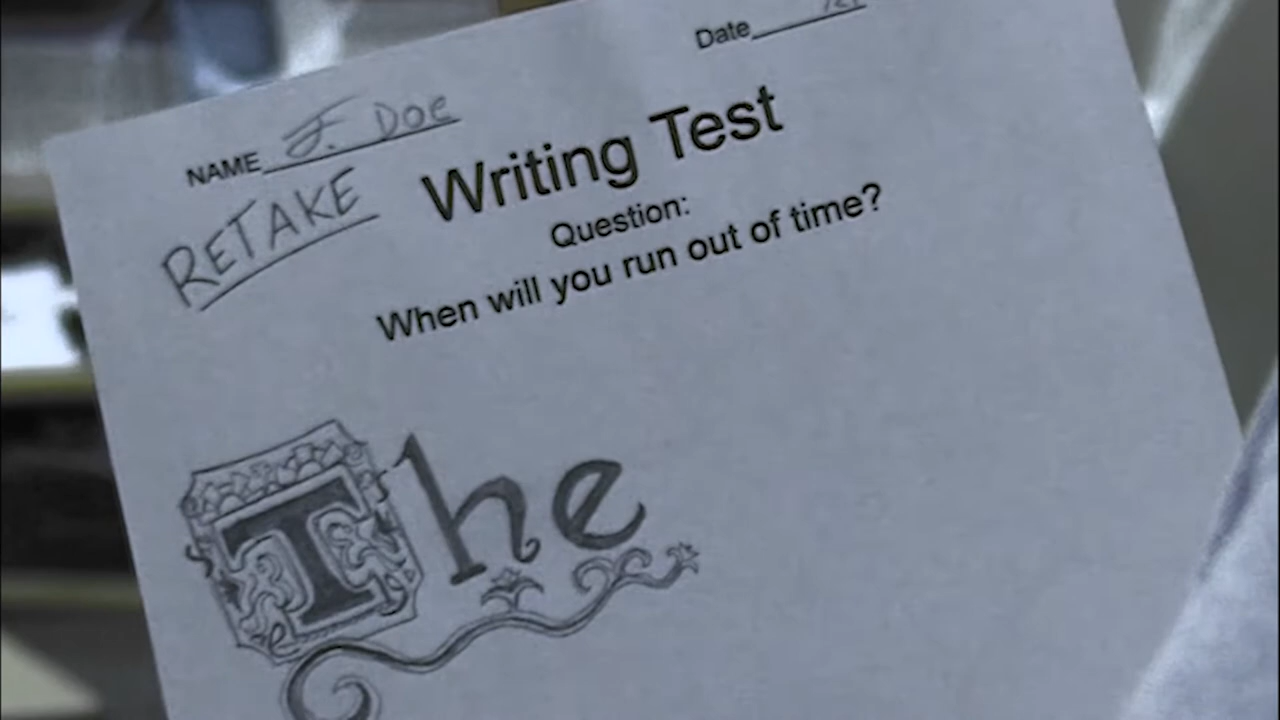 Date
NAME J. Doe
RETAKE
Writing Test
Question:
When will you run out of time?
The